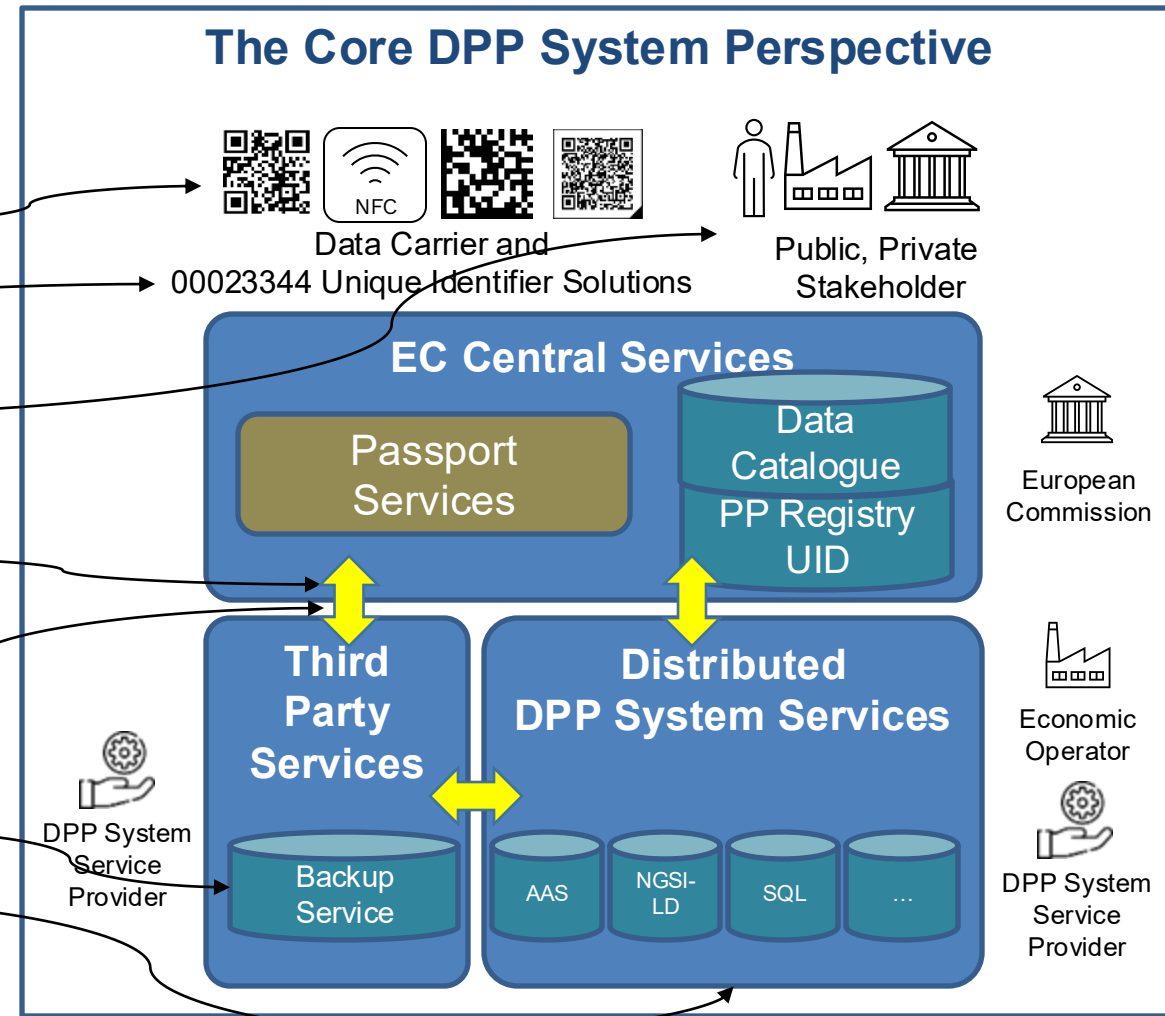 The Core DPP System Perspective
NFC
Data Carrier and
00023344 Unique Identifier Solutions
Public, Private
Stakeholder
EC Central Services
Passport
Services
Data
Catalogue
PP Registry
UID
European
Commission
Third
Party
Services
Distributed
DPP System Services
Economic
Operator
DPP System
Service
Provider
Backup
Service
AAS
NGSI-
LD
SQL
…
DPP System
Service
Provider